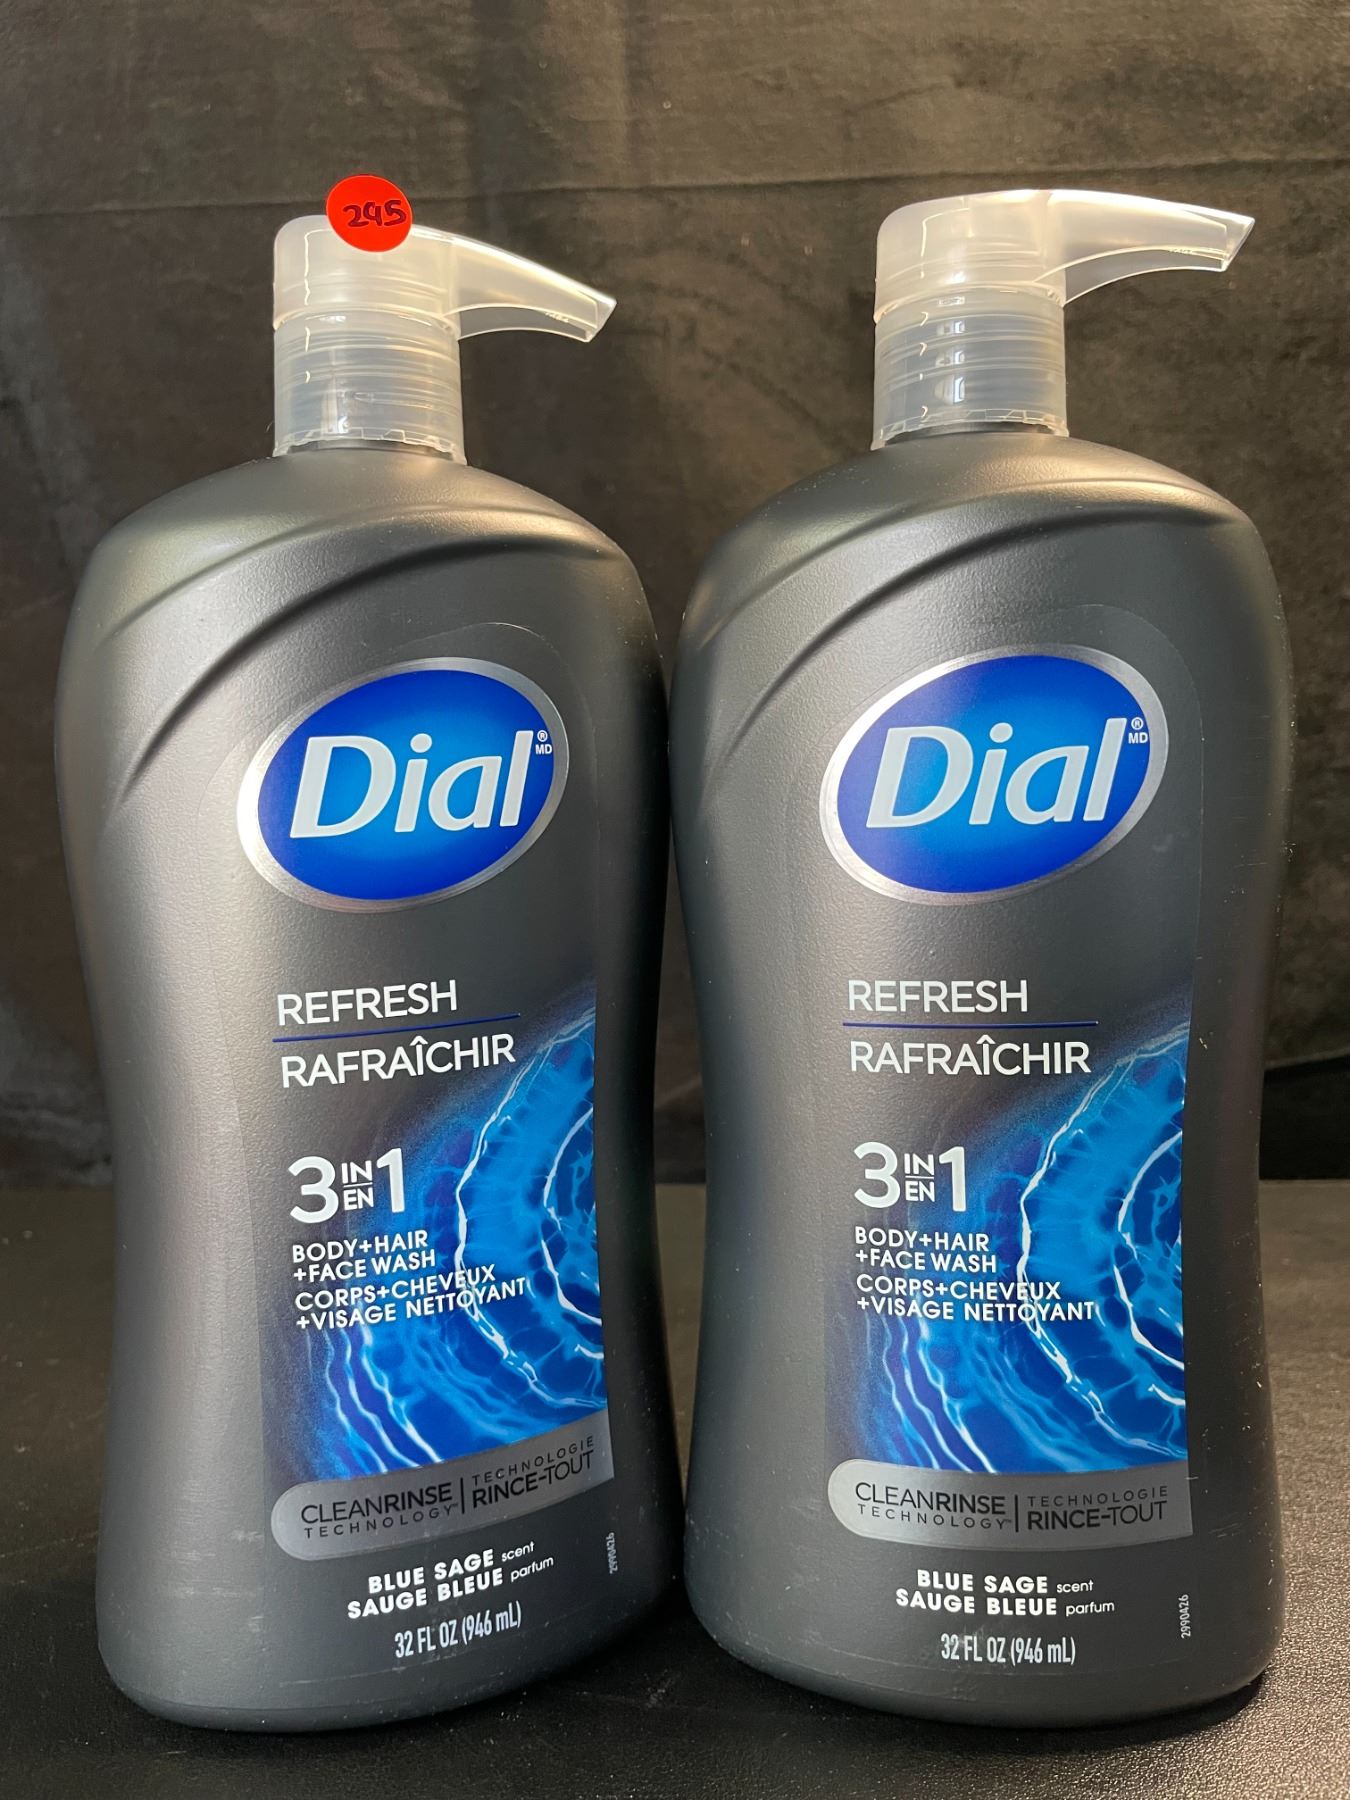 295
Dial® MD
REFRESH
RAFRAÎCHIR
3 IN EN 1
BODY+HAIR
+FACE WASH
CORPS+CHEVEUX
+VISAGE NETTOYANT
CLEANRINSE TECHNOLOGY™ | TECHNOLOGIE RINCE-TOUT
BLUE SAGE scent
SAUGE BLEUE parfum
32 FL OZ (946 mL)
2990426
Dial® MD
REFRESH
RAFRAÎCHIR
3 IN EN 1
BODY+HAIR
+FACE WASH
CORPS+CHEVEUX
+VISAGE NETTOYANT
CLEANRINSE TECHNOLOGY™ | TECHNOLOGIE RINCE-TOUT
BLUE SAGE scent
SAUGE BLEUE parfum
32 FL OZ (946 mL)
2990426